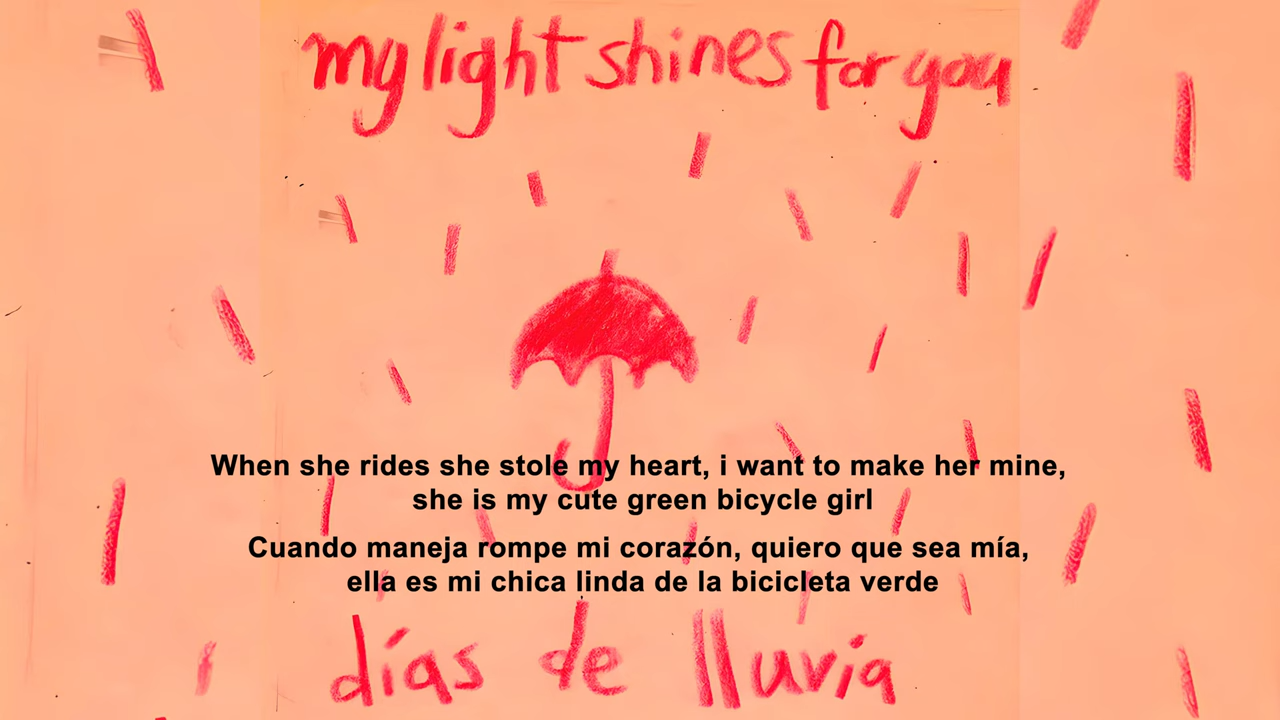 my light shines for you
When she rides she stole my heart, i want to make her mine,
she is my cute green bicycle girl
Cuando maneja rompe mi corazón, quiero que sea mía,
ella es mi chica linda de la bicicleta verde
días de lluvia